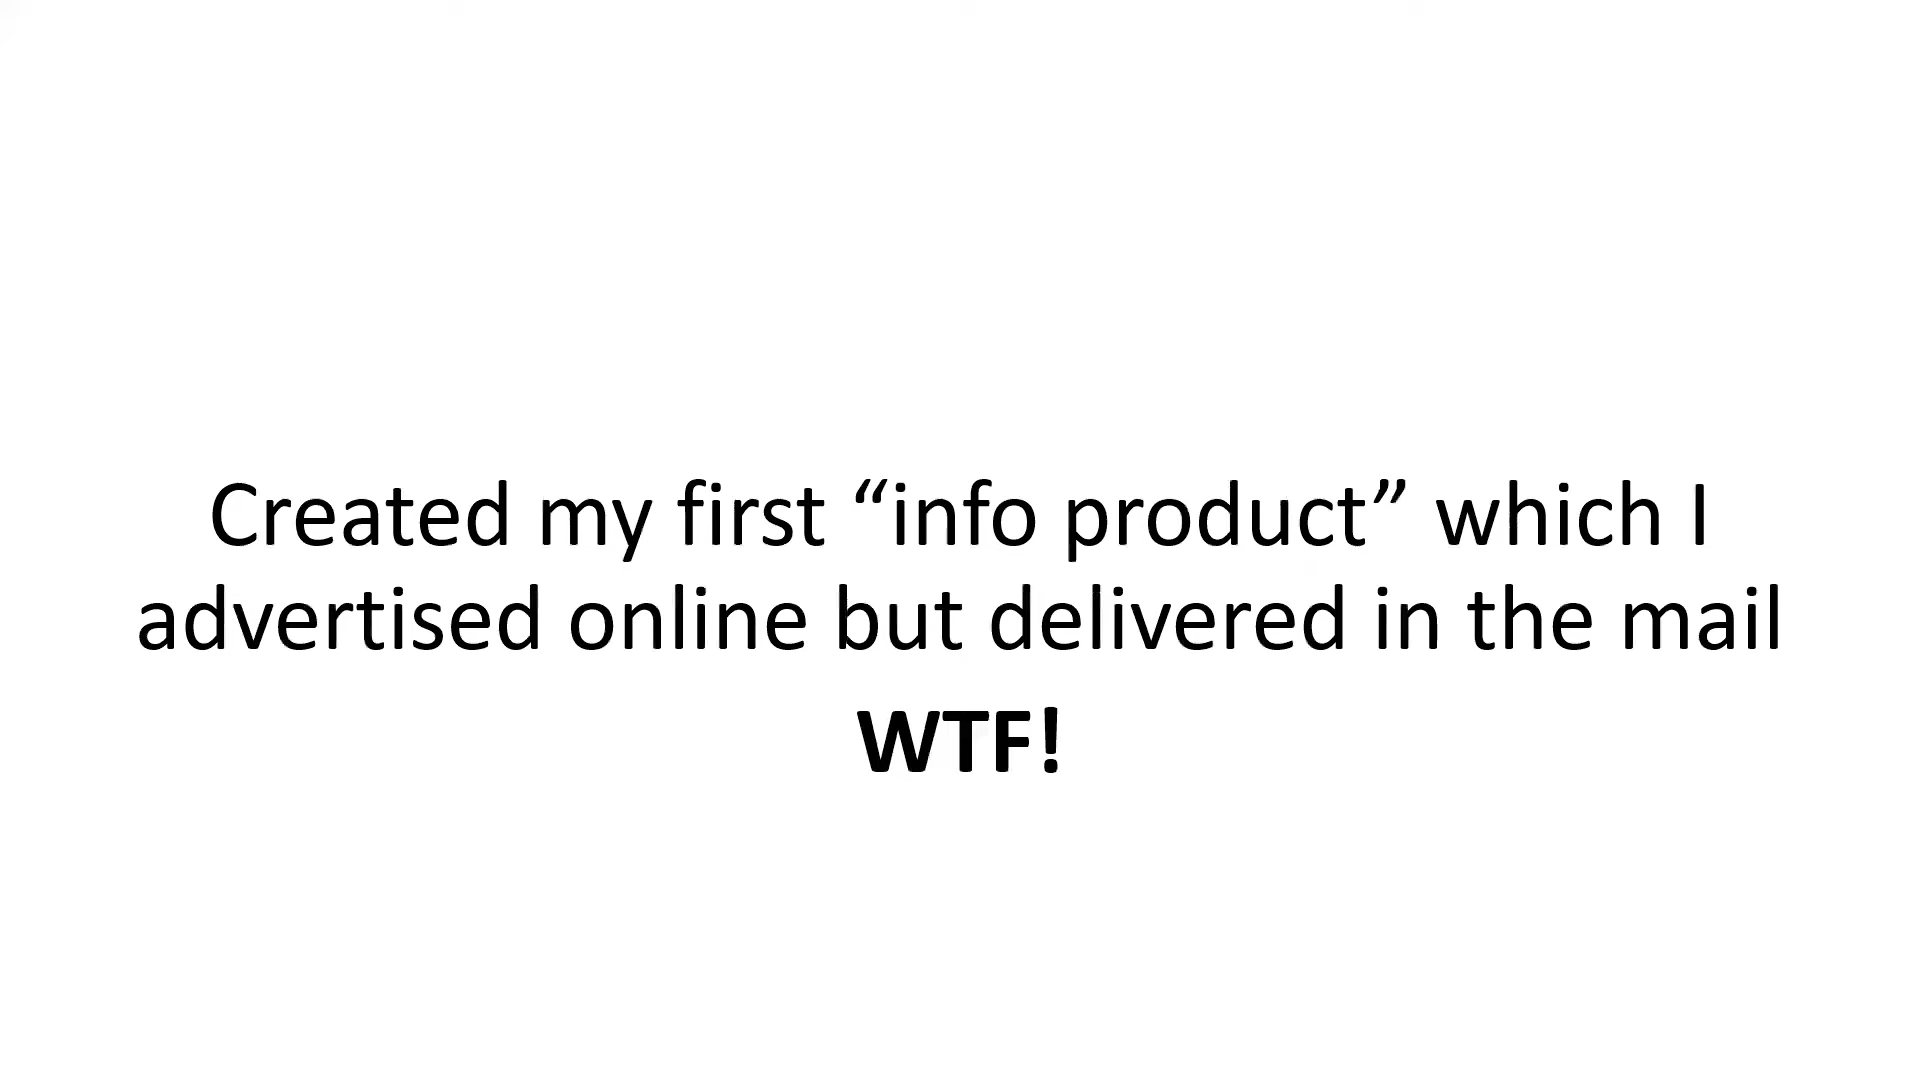 Created my first “info product” which I
advertised online but delivered in the mail
WTF!